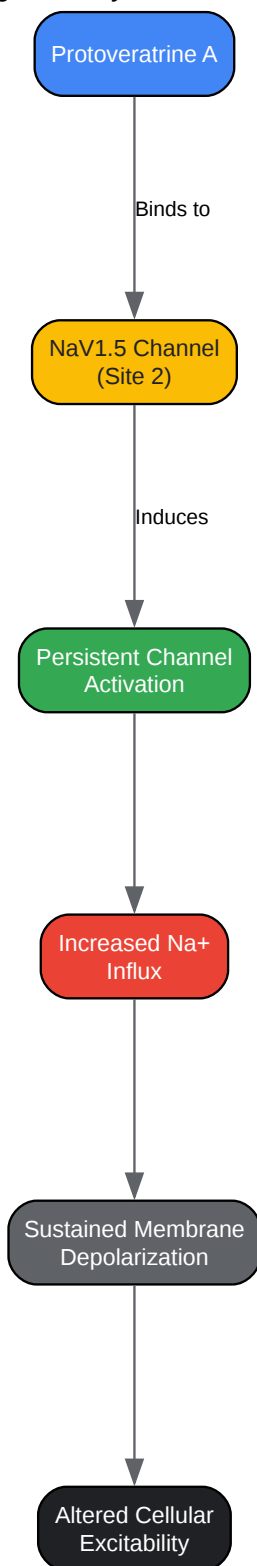 Protoveratrine A
Binds to
NaV1.5 Channel
(Site 2)
Induces
Persistent Channel
Activation
Increased Na+
Influx
Sustained Membrane
Depolarization
Altered Cellular
Excitability